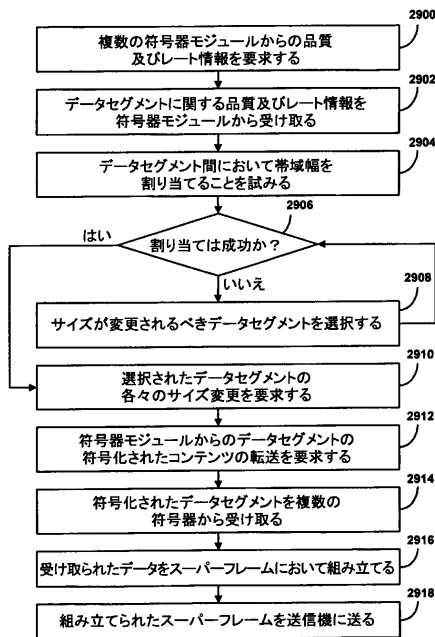 2900
複数の符号器モジュールからの品質
及びレート情報を要求する
2902
データセグメントに関する品質及びレート情報を
符号器モジュールから受け取る
2904
データセグメント間において帯域幅を
割り当てることを試みる
2906
はい
割り当ては成功か?
いいえ
2908
サイズが変更されるべきデータセグメントを選択する
2910
選択されたデータセグメントの
各々のサイズ変更を要求する
2912
符号器モジュールからのデータセグメントの
符号化されたコンテンツの転送を要求する
2914
符号化されたデータセグメントを複数の
符号器から受け取る
2916
受け取られたデータをスーパーフレームにおいて組み立てる
2918
組み立てられたスーパーフレームを送信機に送る